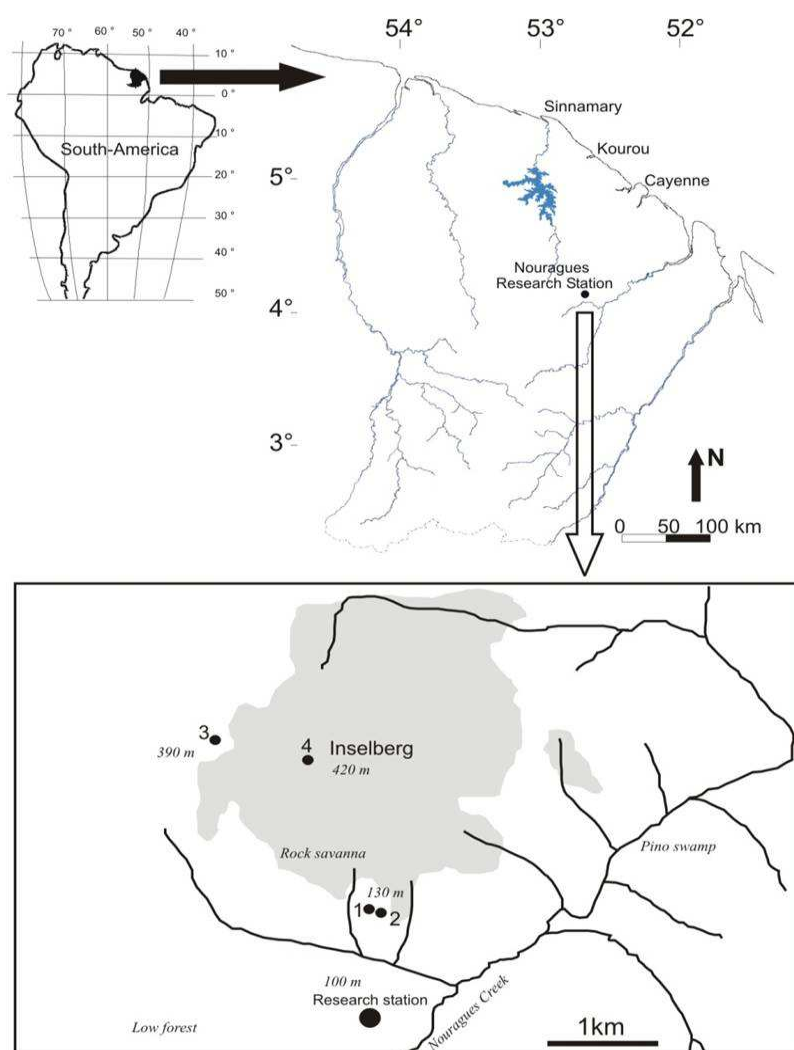 70 ° 60 ° 50 ° 40 °
10 °
0 °
10 °
20 °
30 °
40 °
50 °
South-America
54° 53° 52°
5°
4°
3°
Sinnamary
Kourou
Cayenne
Nouragues
Research Station
N
0 50 100 km
3
390 m
4 Inselberg
420 m
Rock savanna
Pino swamp
130 m
1 2
100 m
Research station
Nouragues Creek
Low forest
1km